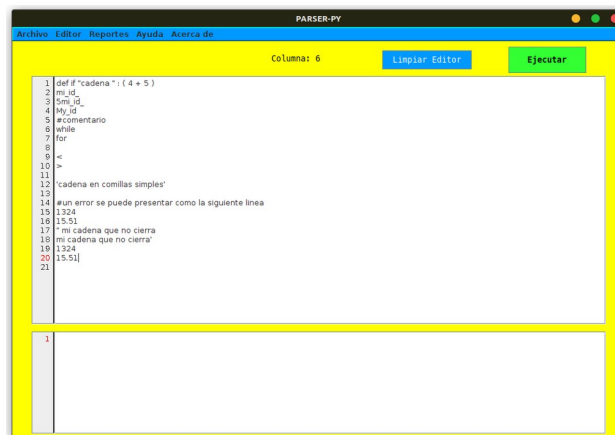 PARSER-PY
Archivo Editor Reportes Ayuda Acerca de
Columna: 6 Limpiar Editor Ejecutar
1 def if "cadena " : ( 4 + 5 )
2 mi_id_
3 5mi_id_
4 My_id
5 #comentario
6 while
7 for
8
9 <
10 >
11
12 'cadena en comillas simples'
13
14 #un error se puede presentar como la siguiente linea
15 1324
16 15.51
17 " mi cadena que no cierra
18 mi cadena que no cierra'
19 1324
20 15.51
21
1